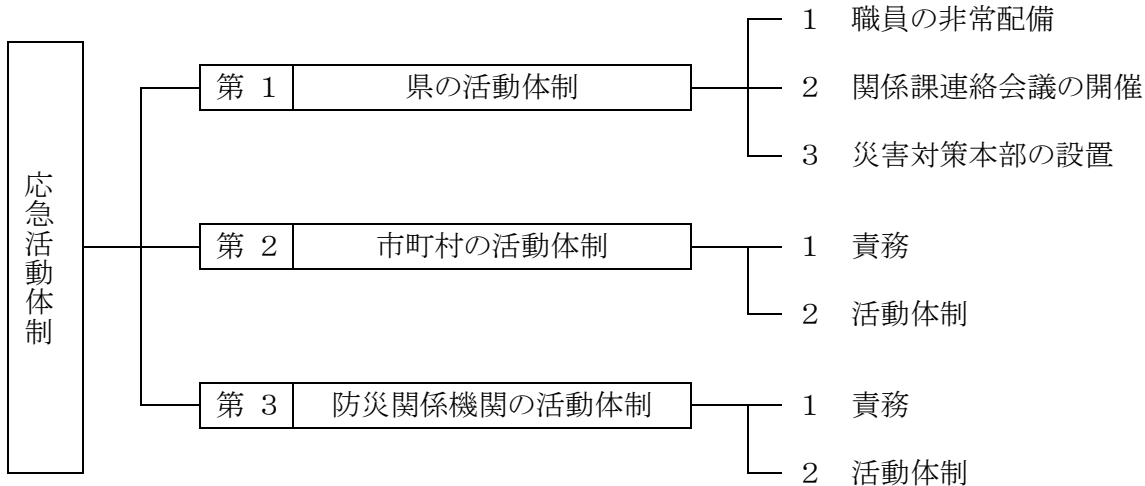 応急活動体制
第 1 県の活動体制
1 職員の非常配備
2 関係課連絡会議の開催
3 災害対策本部の設置
第 2 市町村の活動体制
1 責務
2 活動体制
第 3 防災関係機関の活動体制
1 責務
2 活動体制